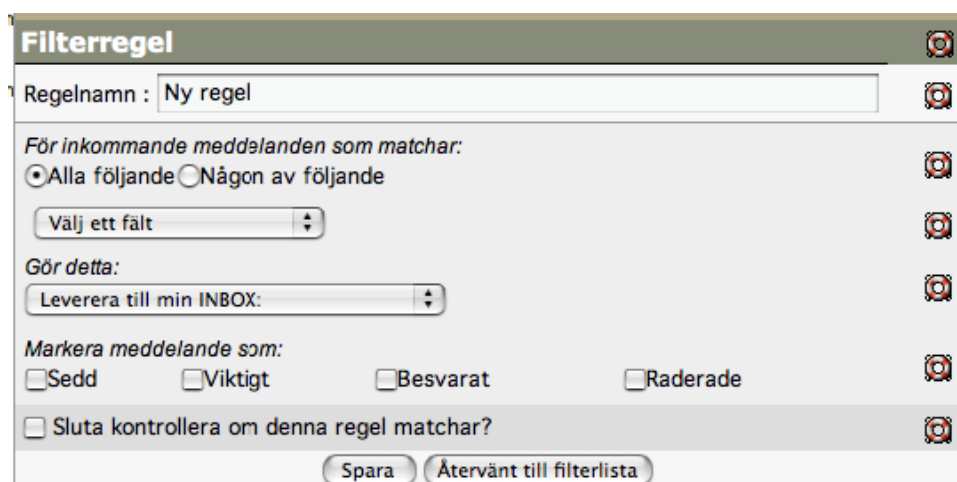 Filterregel
Regelnamn : Ny regel
För inkommande meddelanden som matchar:
Alla följande Någon av följande
Välj ett fält
Gör detta:
Leverera till min INBOX:
Markera meddelande som:
Sedd Viktigt Besvarat Raderade
Sluta kontrollera om denna regel matchar?
Spara Återvänt till filterlista